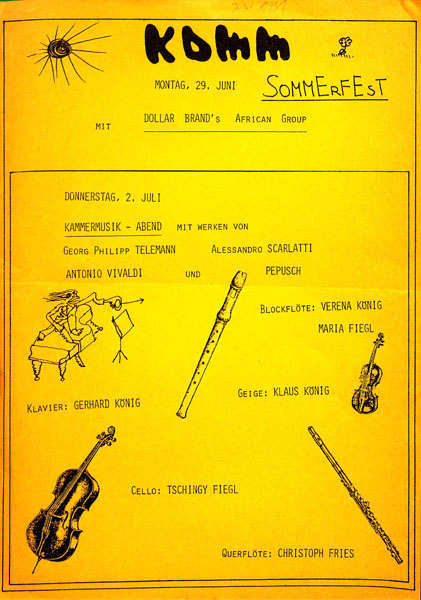 KOMM
MONTAG, 29. JUNI SOMMErFEST
MIT DOLLAR BRAND's AFRICAN GROUP
DONNERSTAG, 2. JULI
KAMMERMUSIK - ABEND MIT WERKEN VON
GEORG PHILIPP TELEMANN ALESSANDRO SCARLATTI
ANTONIO VIVALDI UND PEPUSCH
BLOCKFLÖTE: VERENA KÖNIG
MARIA FIEGL
GEIGE: KLAUS KÖNIG
KLAVIER: GERHARD KÖNIG
CELLO: TSCHINGY FIEGL
QUERFLÖTE: CHRISTOPH FRIES